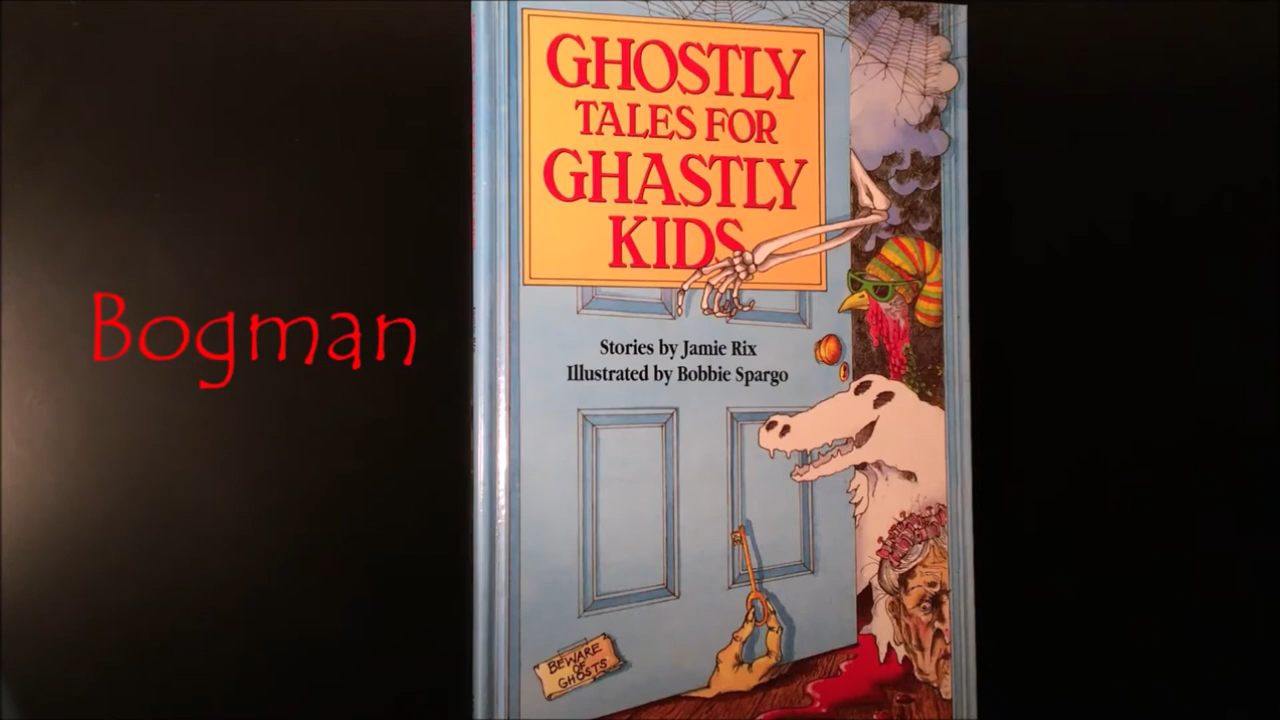 Bogman
GHOSTLY
TALES FOR
GHASTLY
KIDS
Stories by Jamie Rix
Illustrated by Bobbie Spargo
BEWARE
OF
GHOSTS